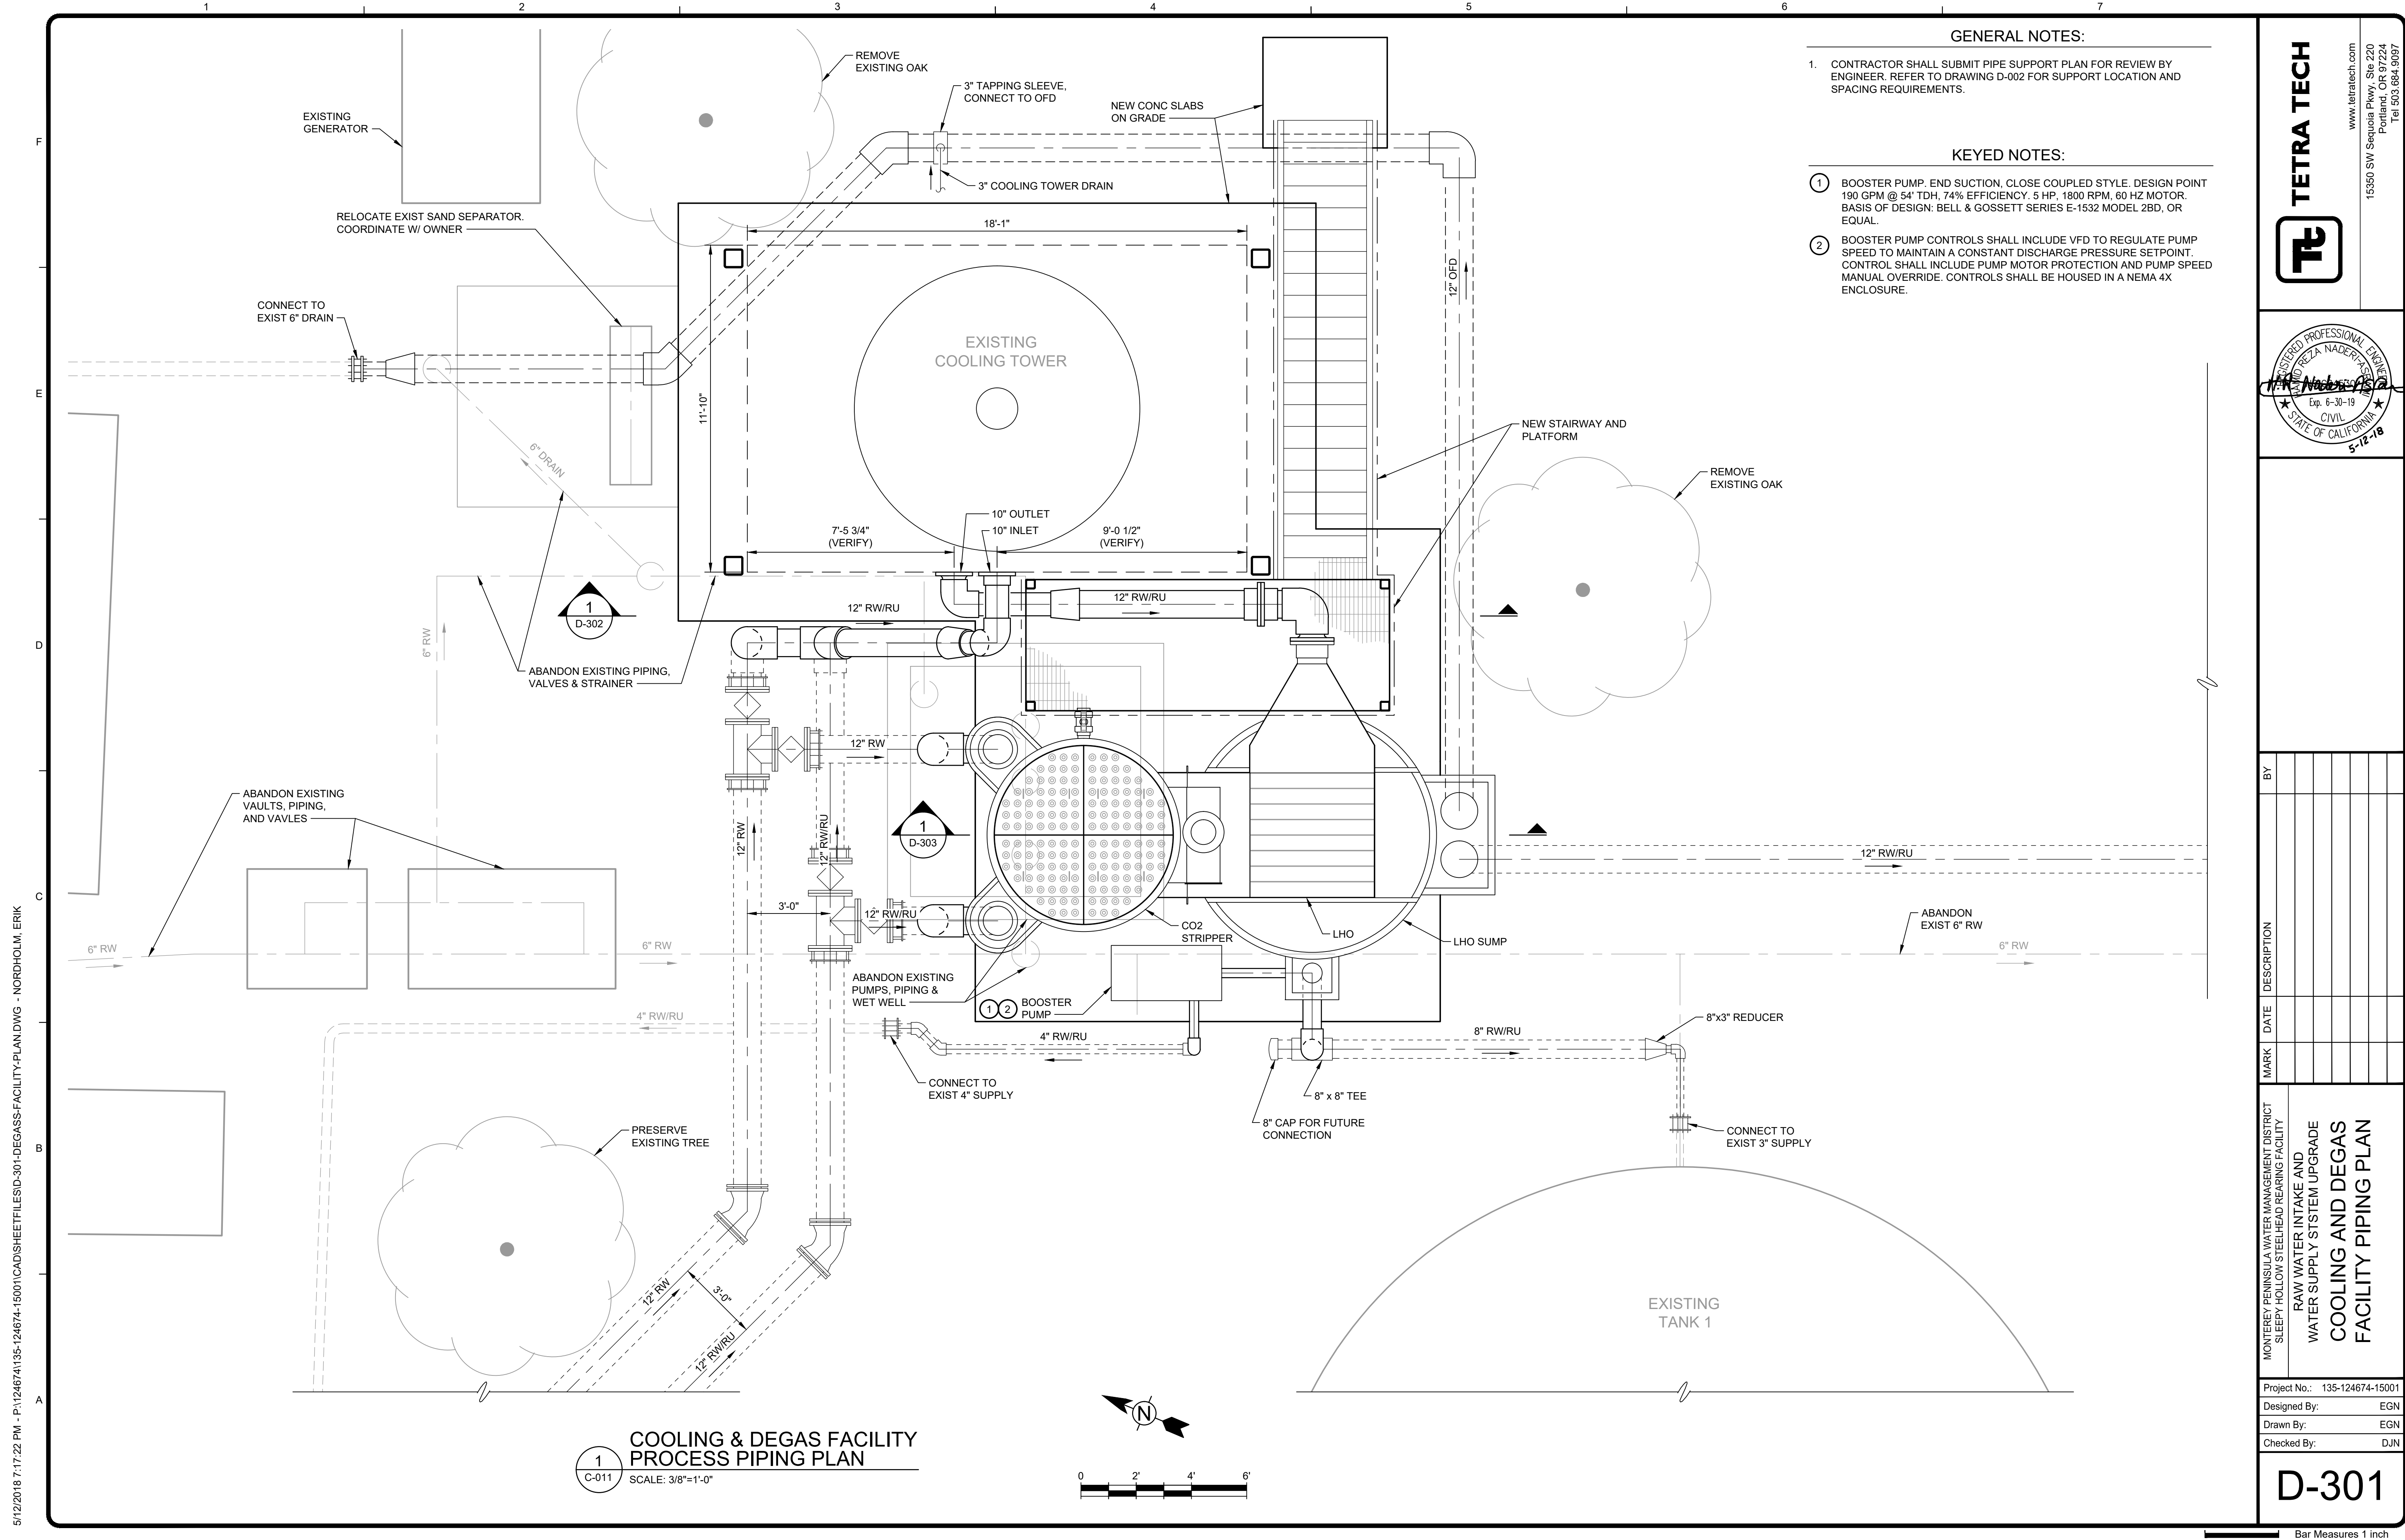 1
2
3
4
5
6
7
F
E
D
C
B
A
REMOVE
EXISTING OAK
3" TAPPING SLEEVE,
CONNECT TO OFD
NEW CONC SLABS
ON GRADE
EXISTING
GENERATOR
3" COOLING TOWER DRAIN
RELOCATE EXIST SAND SEPARATOR.
COORDINATE W/ OWNER
18'-1"
12" OFD
CONNECT TO
EXIST 6" DRAIN
EXISTING
COOLING TOWER
11'-10"
6" DRAIN
NEW STAIRWAY AND
PLATFORM
REMOVE
EXISTING OAK
10" OUTLET
10" INLET
7'-5 3/4"
(VERIFY)
9'-0 1/2"
(VERIFY)
1
D-302
12" RW/RU
12" RW/RU
6" RW
ABANDON EXISTING PIPING,
VALVES & STRAINER
12" RW
ABANDON EXISTING
VAULTS, PIPING,
AND VAVLES
12" RW
12" RW/RU
1
D-303
12" RW/RU
3'-0"
12" RW/RU
CO2
STRIPPER
LHO
LHO SUMP
ABANDON
EXIST 6" RW
6" RW
6" RW
6" RW
ABANDON EXISTING
PUMPS, PIPING &
WET WELL
1
2
BOOSTER
PUMP
4" RW/RU
4" RW/RU
8" RW/RU
8"x3" REDUCER
CONNECT TO
EXIST 4" SUPPLY
8" x 8" TEE
8" CAP FOR FUTURE
CONNECTION
CONNECT TO
EXIST 3" SUPPLY
PRESERVE
EXISTING TREE
12" RW
3'-0"
12" RW/RU
EXISTING
TANK 1
N
1
C-011
COOLING & DEGAS FACILITY
PROCESS PIPING PLAN
SCALE: 3/8"=1'-0"
0
2'
4'
6'
GENERAL NOTES:
1. CONTRACTOR SHALL SUBMIT PIPE SUPPORT PLAN FOR REVIEW BY
ENGINEER. REFER TO DRAWING D-002 FOR SUPPORT LOCATION AND
SPACING REQUIREMENTS.
KEYED NOTES:
1 BOOSTER PUMP. END SUCTION, CLOSE COUPLED STYLE. DESIGN POINT
190 GPM @ 54' TDH, 74% EFFICIENCY. 5 HP, 1800 RPM, 60 HZ MOTOR.
BASIS OF DESIGN: BELL & GOSSETT SERIES E-1532 MODEL 2BD, OR
EQUAL.
2 BOOSTER PUMP CONTROLS SHALL INCLUDE VFD TO REGULATE PUMP
SPEED TO MAINTAIN A CONSTANT DISCHARGE PRESSURE SETPOINT.
CONTROL SHALL INCLUDE PUMP MOTOR PROTECTION AND PUMP SPEED
MANUAL OVERRIDE. CONTROLS SHALL BE HOUSED IN A NEMA 4X
ENCLOSURE.
Tt
TETRA TECH
www.tetratech.com
15350 SW Sequoia Pkwy, Ste 220
Portland, OR 97224
Tel 503.684.9097
REGISTERED PROFESSIONAL ENGINEER
Exp. 6-30-19
CIVIL
STATE OF CALIFORNIA
5-12-18
MARK
DATE
DESCRIPTION
BY
MONTEREY PENINSULA WATER MANAGEMENT DISTRICT
SLEEPY HOLLOW STEELHEAD REARING FACILITY
RAW WATER INTAKE AND
WATER SUPPLY STSTEM UPGRADE
COOLING AND DEGAS
FACILITY PIPING PLAN
Project No.: 135-124674-15001
Designed By: EGN
Drawn By: EGN
Checked By: DJN
D-301
Bar Measures 1 inch
5/12/2018 7:17:22 PM - P:\124674\135-124674-15001\CAD\SHEETFILES\D-301-DEGASS-FACILITY-PLAN.DWG - NORDHOLM, ERIK